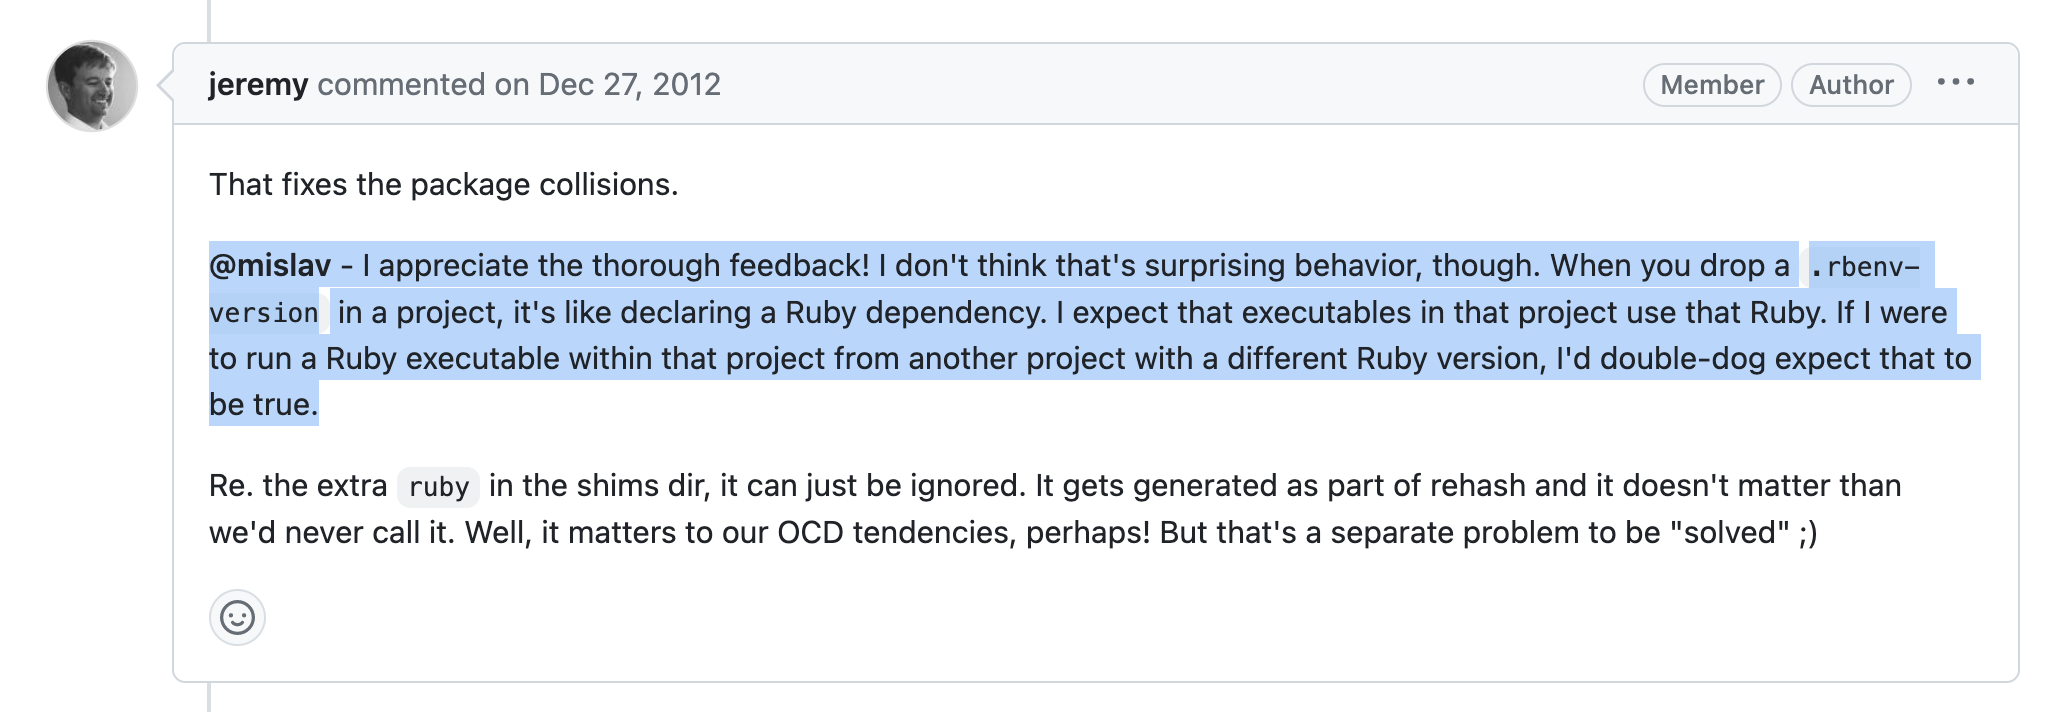 jeremy commented on Dec 27, 2012 Member Author
That fixes the package collisions.
@mislav - I appreciate the thorough feedback! I don't think that's surprising behavior, though. When you drop a .rbenv-
version in a project, it's like declaring a Ruby dependency. I expect that executables in that project use that Ruby. If I were
to run a Ruby executable within that project from another project with a different Ruby version, I'd double-dog expect that to
be true.
Re. the extra ruby in the shims dir, it can just be ignored. It gets generated as part of rehash and it doesn't matter than
we'd never call it. Well, it matters to our OCD tendencies, perhaps! But that's a separate problem to be "solved" ;)